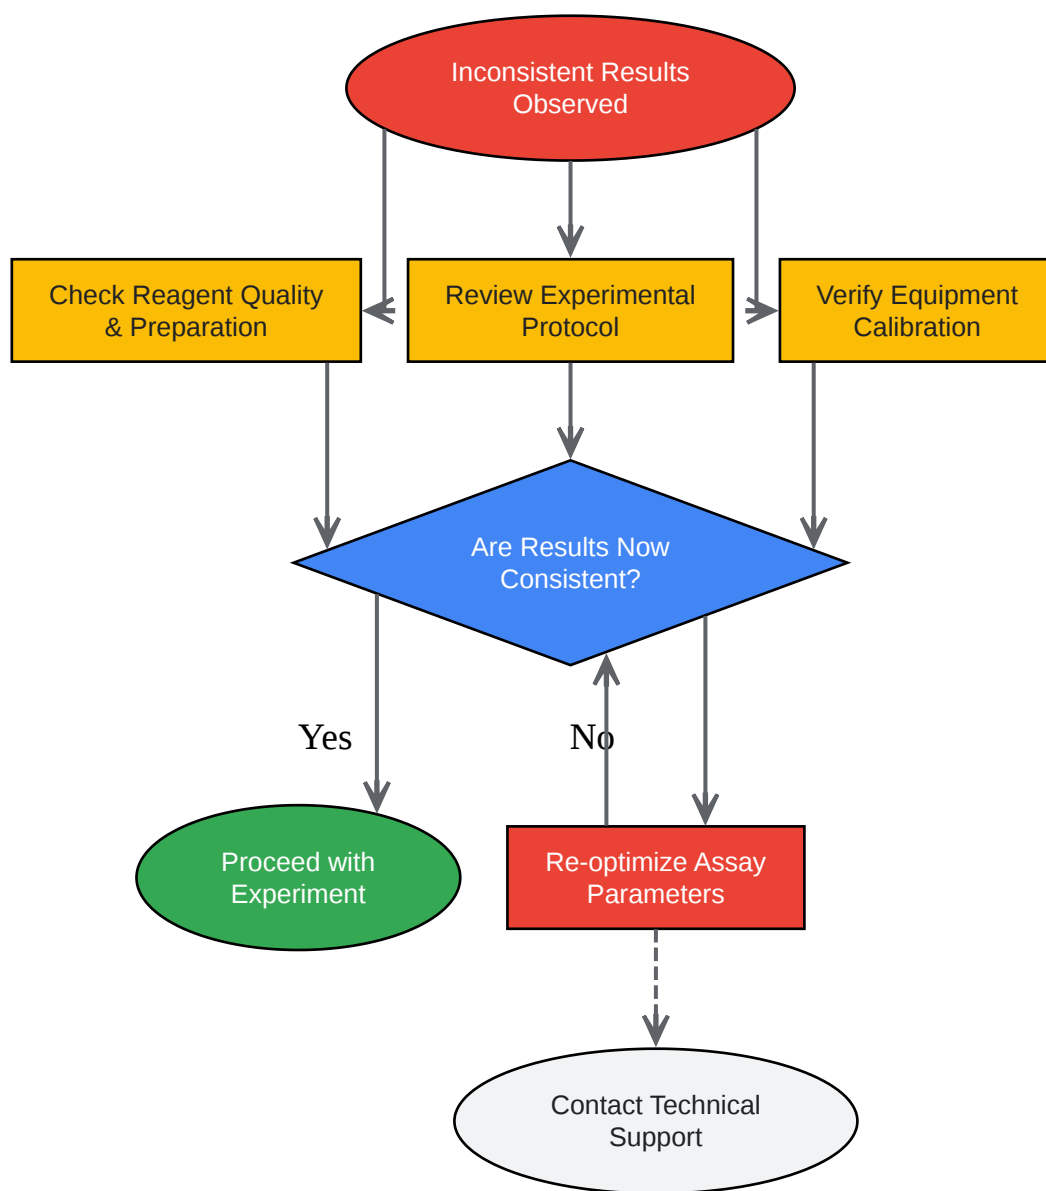 Inconsistent Results
Observed
Check Reagent Quality
& Preparation
Review Experimental
Protocol
Verify Equipment
Calibration
Are Results Now
Consistent?
Yes
No
Proceed with
Experiment
Re-optimize Assay
Parameters
Contact Technical
Support